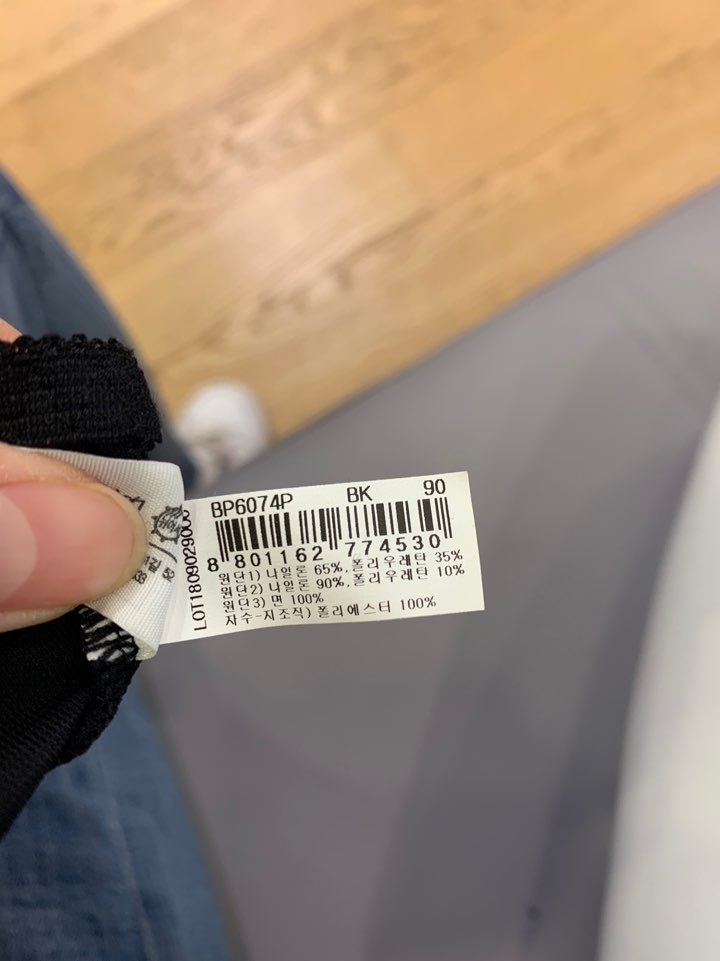 BP6074P BK 90
8 801162 774530
원단1) 나일론 65%, 폴리우레탄 35%
원단2) 나일론 90%, 폴리우레탄 10%
원단3) 면 100%
자수-지조직) 폴리에스터 100%